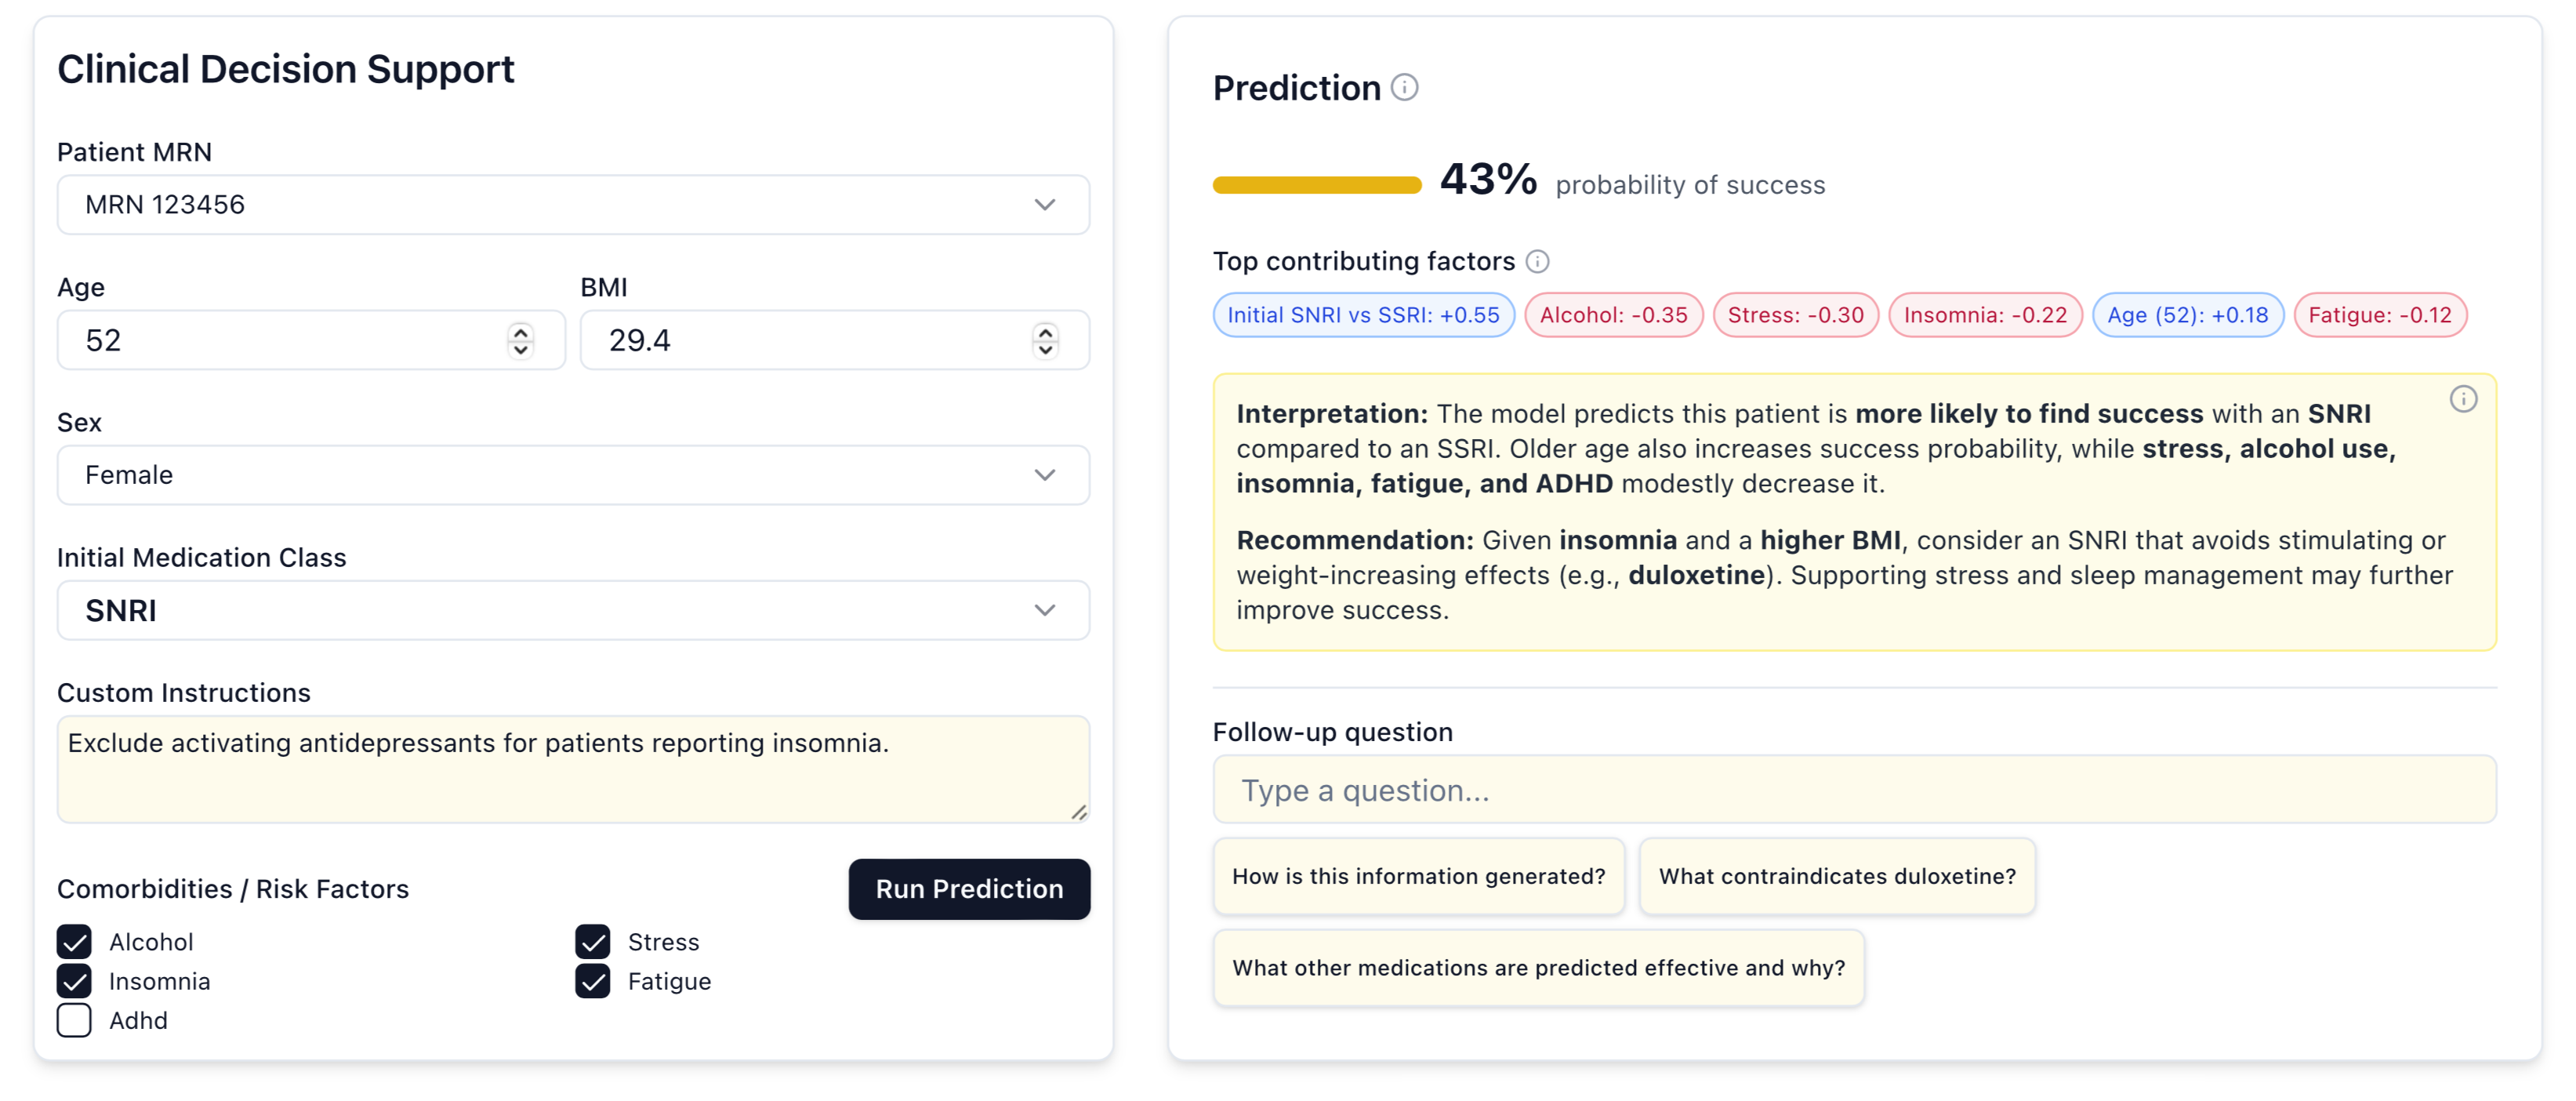 Clinical Decision Support
Patient MRN
MRN 123456
Age
BMI
52
29.4
Sex
Female
Initial Medication Class
SNRI
Custom Instructions
Exclude activating antidepressants for patients reporting insomnia.
Comorbidities / Risk Factors
Run Prediction
Alcohol
Stress
Insomnia
Fatigue
Adhd
Prediction
43% probability of success
Top contributing factors
Initial SNRI vs SSRI: +0.55
Alcohol: -0.35
Stress: -0.30
Insomnia: -0.22
Age (52): +0.18
Fatigue: -0.12
Interpretation: The model predicts this patient is more likely to find success with an SNRI
compared to an SSRI. Older age also increases success probability, while stress, alcohol use,
insomnia, fatigue, and ADHD modestly decrease it.
Recommendation: Given insomnia and a higher BMI, consider an SNRI that avoids stimulating or
weight-increasing effects (e.g., duloxetine). Supporting stress and sleep management may further
improve success.
Follow-up question
Type a question...
How is this information generated?
What contraindicates duloxetine?
What other medications are predicted effective and why?